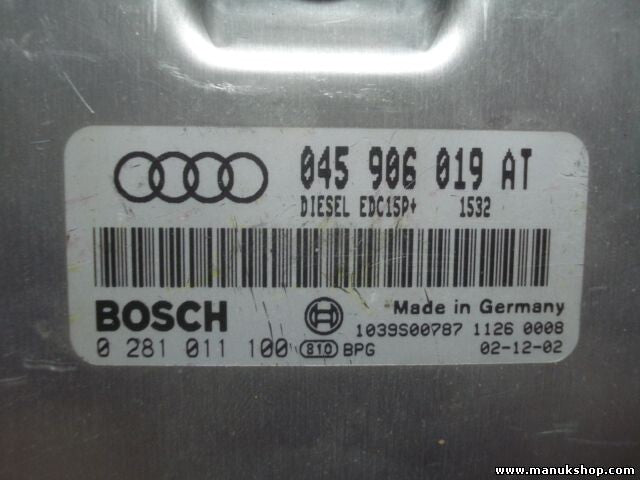 045 906 019 AT
DIESEL EDC15P+ 1532
BOSCH
Made in Germany
1039S00787 1126 0008
0 281 011 100 810 BPG 02-12-02
www.manukshop.com